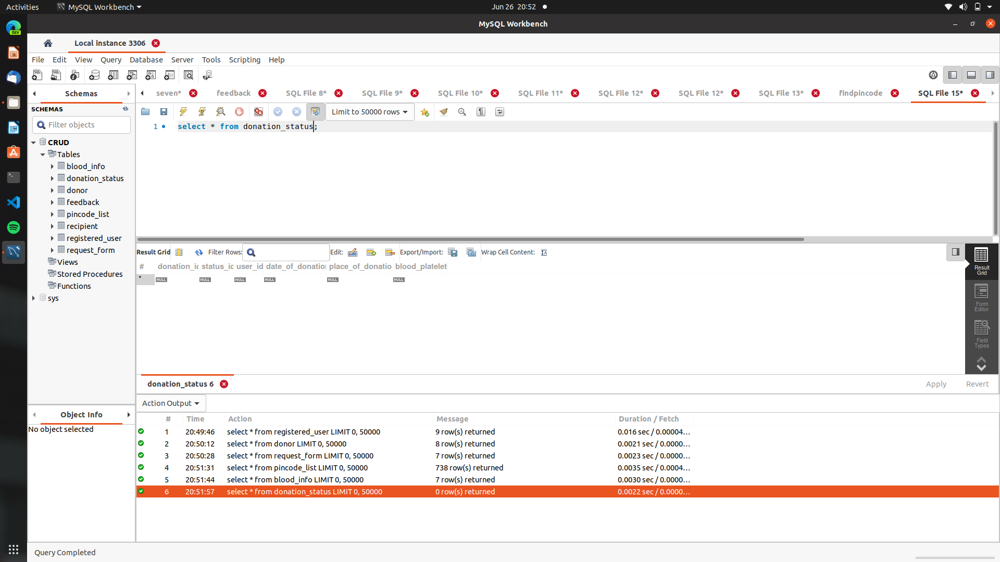 Activities MySQL Workbench Jun 26 20:52
DEV
MySQL Workbench
Local instance 3306
File Edit View Query Database Server Tools Scripting Help
Schemas seven* feedback SQL File 8* SQL File 9* SQL File 10* SQL File 11* SQL File 12* SQL File 12* SQL File 13* findpincode SQL File 15*
SCHEMAS
Limit to 50000 rows
Filter objects
1 select * from donation_status;
CRUD
Tables
blood_info
donation_status
donor
feedback
pincode_list
recipient
registered_user
request_form
Views
Stored Procedures
Functions
sys
Result Grid Filter Rows: Edit: Export/Import: Wrap Cell Content:
# donation_id status_id user_id date_of_donation place_of_donation blood_platelet
* NULL NULL NULL NULL NULL NULL
Result Grid
Form Editor
Field Types
donation_status 6 Apply Revert
Action Output
# Time Action Message Duration / Fetch
1 20:49:46 select * from registered_user LIMIT 0, 50000 9 row(s) returned 0.016 sec / 0.00004...
2 20:50:12 select * from donor LIMIT 0, 50000 8 row(s) returned 0.0021 sec / 0.0000...
3 20:50:28 select * from request_form LIMIT 0, 50000 7 row(s) returned 0.0023 sec / 0.0000...
4 20:51:31 select * from pincode_list LIMIT 0, 50000 738 row(s) returned 0.0035 sec / 0.0004...
5 20:51:44 select * from blood_info LIMIT 0, 50000 7 row(s) returned 0.0030 sec / 0.0000...
6 20:51:57 select * from donation_status LIMIT 0, 50000 0 row(s) returned 0.0022 sec / 0.0000...
Object Info
No object selected
Query Completed